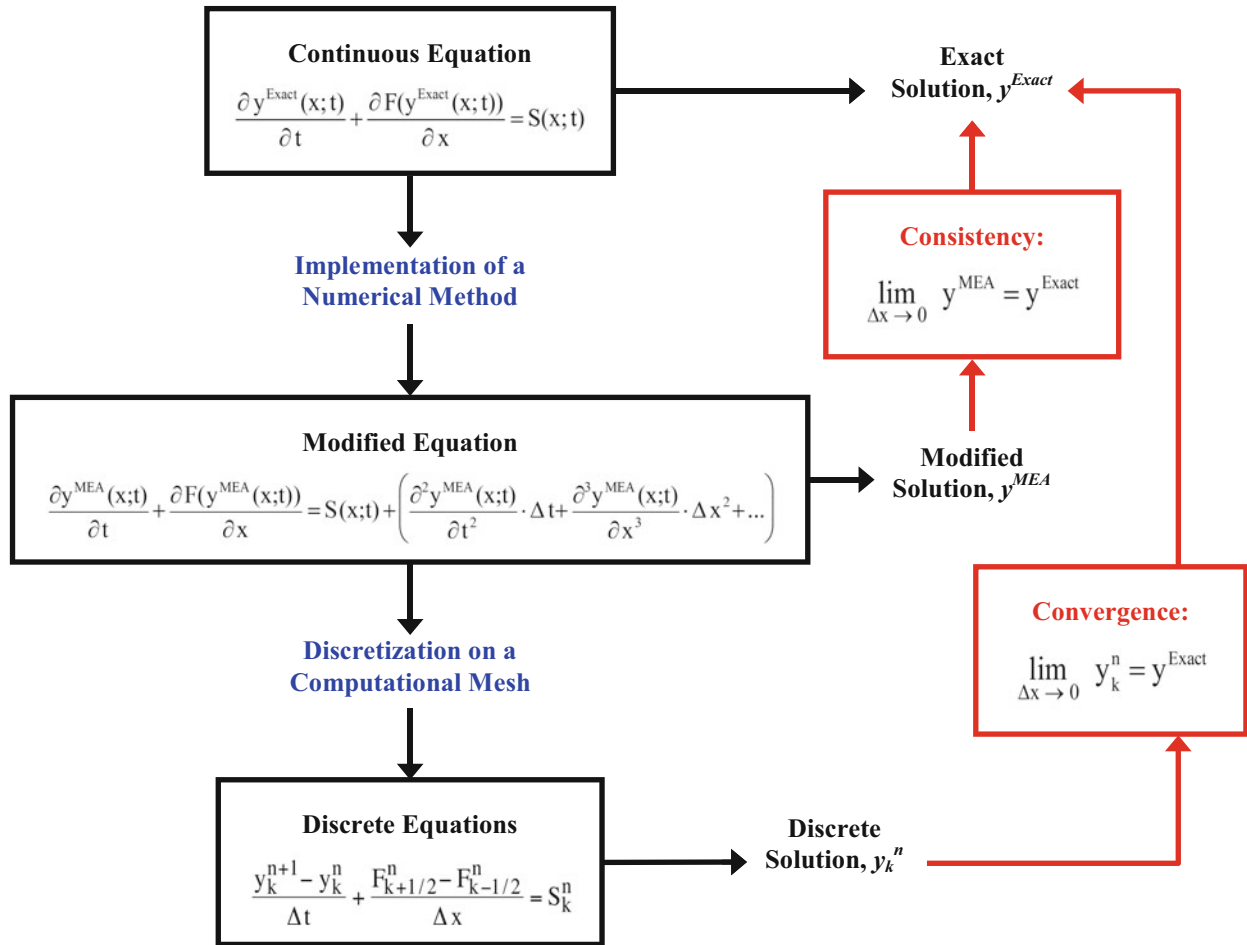 Continuous Equation
∂y^Exact(x;t)/∂t + ∂F(y^Exact(x;t))/∂x = S(x;t)
Exact
Solution, y^Exact
Implementation of a
Numerical Method
Consistency:
lim_{Δx → 0} y^MEA = y^Exact
Modified Equation
∂y^MEA(x;t)/∂t + ∂F(y^MEA(x;t))/∂x = S(x;t) + (∂²y^MEA(x;t)/∂t² · Δt + ∂³y^MEA(x;t)/∂x³ · Δx² + ...)
Modified
Solution, y^MEA
Discretization on a
Computational Mesh
Convergence:
lim_{Δx → 0} y_k^n = y^Exact
Discrete Equations
(y_k^{n+1} − y_k^n)/Δt + (F_{k+1/2}^n − F_{k−1/2}^n)/Δx = S_k^n
Discrete
Solution, y_k^n